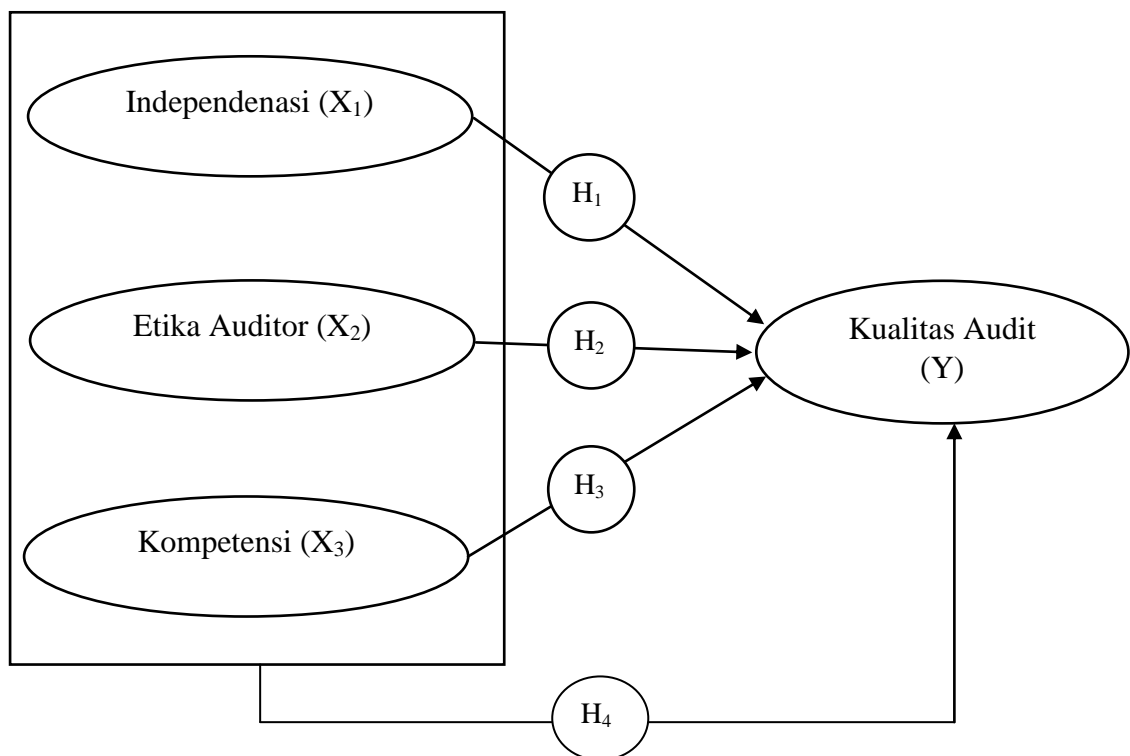 Independenasi (X₁)
H₁
Etika Auditor (X₂)
H₂
Kualitas Audit
(Y)
H₃
Kompetensi (X₃)
H₄